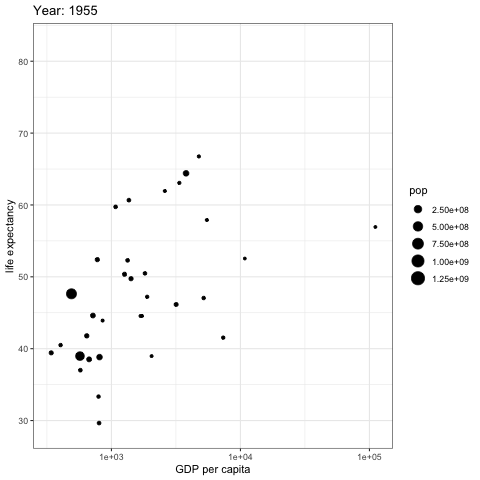 Year: 1955
80
70
60
50
40
30
life expectancy
1e+03
1e+04
1e+05
GDP per capita
pop
2.50e+08
5.00e+08
7.50e+08
1.00e+09
1.25e+09